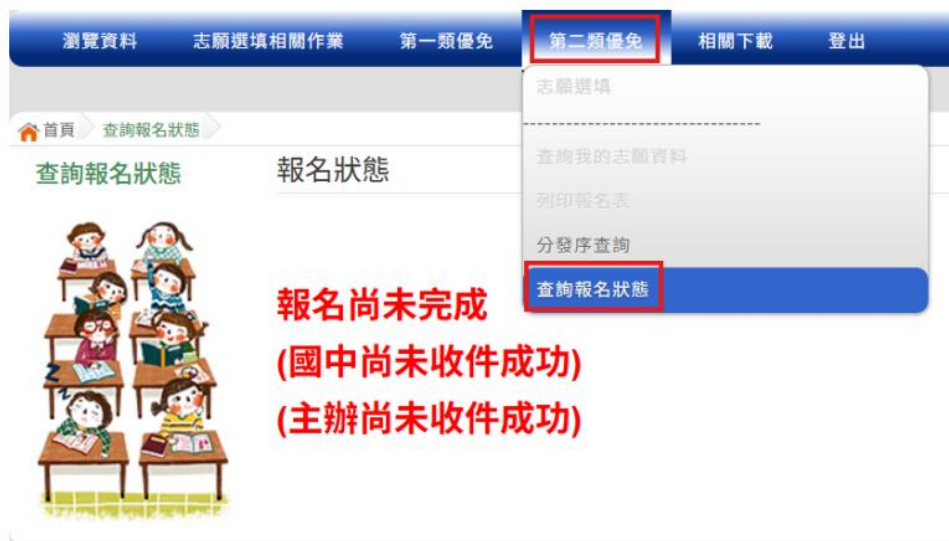 瀏覽資料 志願選填相關作業 第一類優免 第二類優免 相關下載 登出
志願選填
---------------------------------
查詢我的志願資料
列印報名表
分發序查詢
查詢報名狀態
首頁 查詢報名狀態
查詢報名狀態
報名狀態
報名尚未完成
(國中尚未收件成功)
(主辦尚未收件成功)